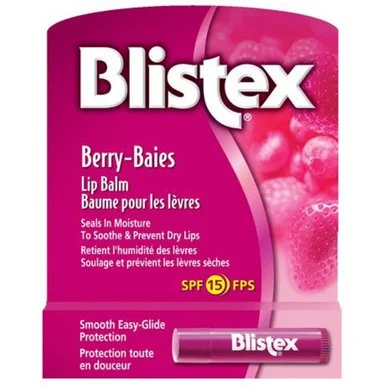 Blistex®
Berry-Baies
Lip Balm
Baume pour les lèvres
Seals In Moisture
To Soothe & Prevent Dry Lips
Retient l'humidité des lèvres
Soulage et prévient les lèvres sèches
SPF 15 FPS
Smooth Easy-Glide
Protection
Protection toute
en douceur
Blistex